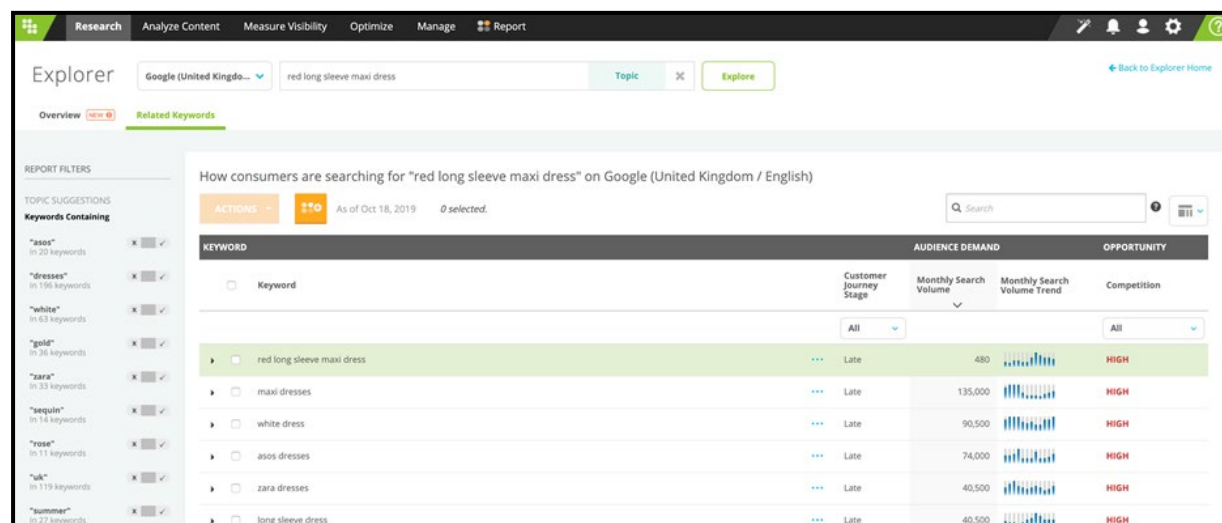 Research Analyze Content Measure Visibility Optimize Manage Report
Explorer Google (United Kingdo... red long sleeve maxi dress Topic Explore Back to Explorer Home
Overview NEW Related Keywords
REPORT FILTERS
TOPIC SUGGESTIONS
Keywords Containing
"asos"
In 20 keywords
"dresses"
In 196 keywords
"white"
In 63 keywords
"gold"
In 36 keywords
"zara"
In 33 keywords
"sequin"
In 14 keywords
"rose"
In 11 keywords
"uk"
In 119 keywords
"summer"
In 27 keywords
How consumers are searching for "red long sleeve maxi dress" on Google (United Kingdom / English)
ACTIONS As of Oct 18, 2019 0 selected. Search
KEYWORD AUDIENCE DEMAND OPPORTUNITY
Keyword Customer Journey Stage Monthly Search Volume Monthly Search Volume Trend Competition
All All
red long sleeve maxi dress Late 480 HIGH
maxi dresses Late 135,000 HIGH
white dress Late 90,500 HIGH
asos dresses Late 74,000 HIGH
zara dresses Late 40,500 HIGH
long sleeve dress Late 40,500 HIGH